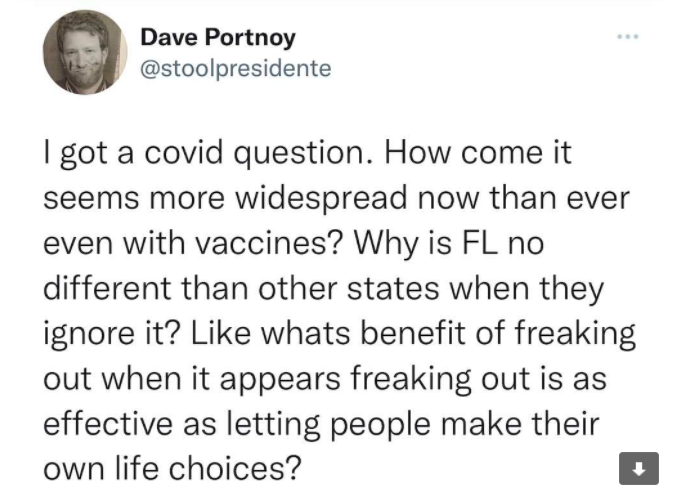 Dave Portnoy
@stoolpresidente
I got a covid question. How come it
seems more widespread now than ever
even with vaccines? Why is FL no
different than other states when they
ignore it? Like whats benefit of freaking
out when it appears freaking out is as
effective as letting people make their
own life choices?